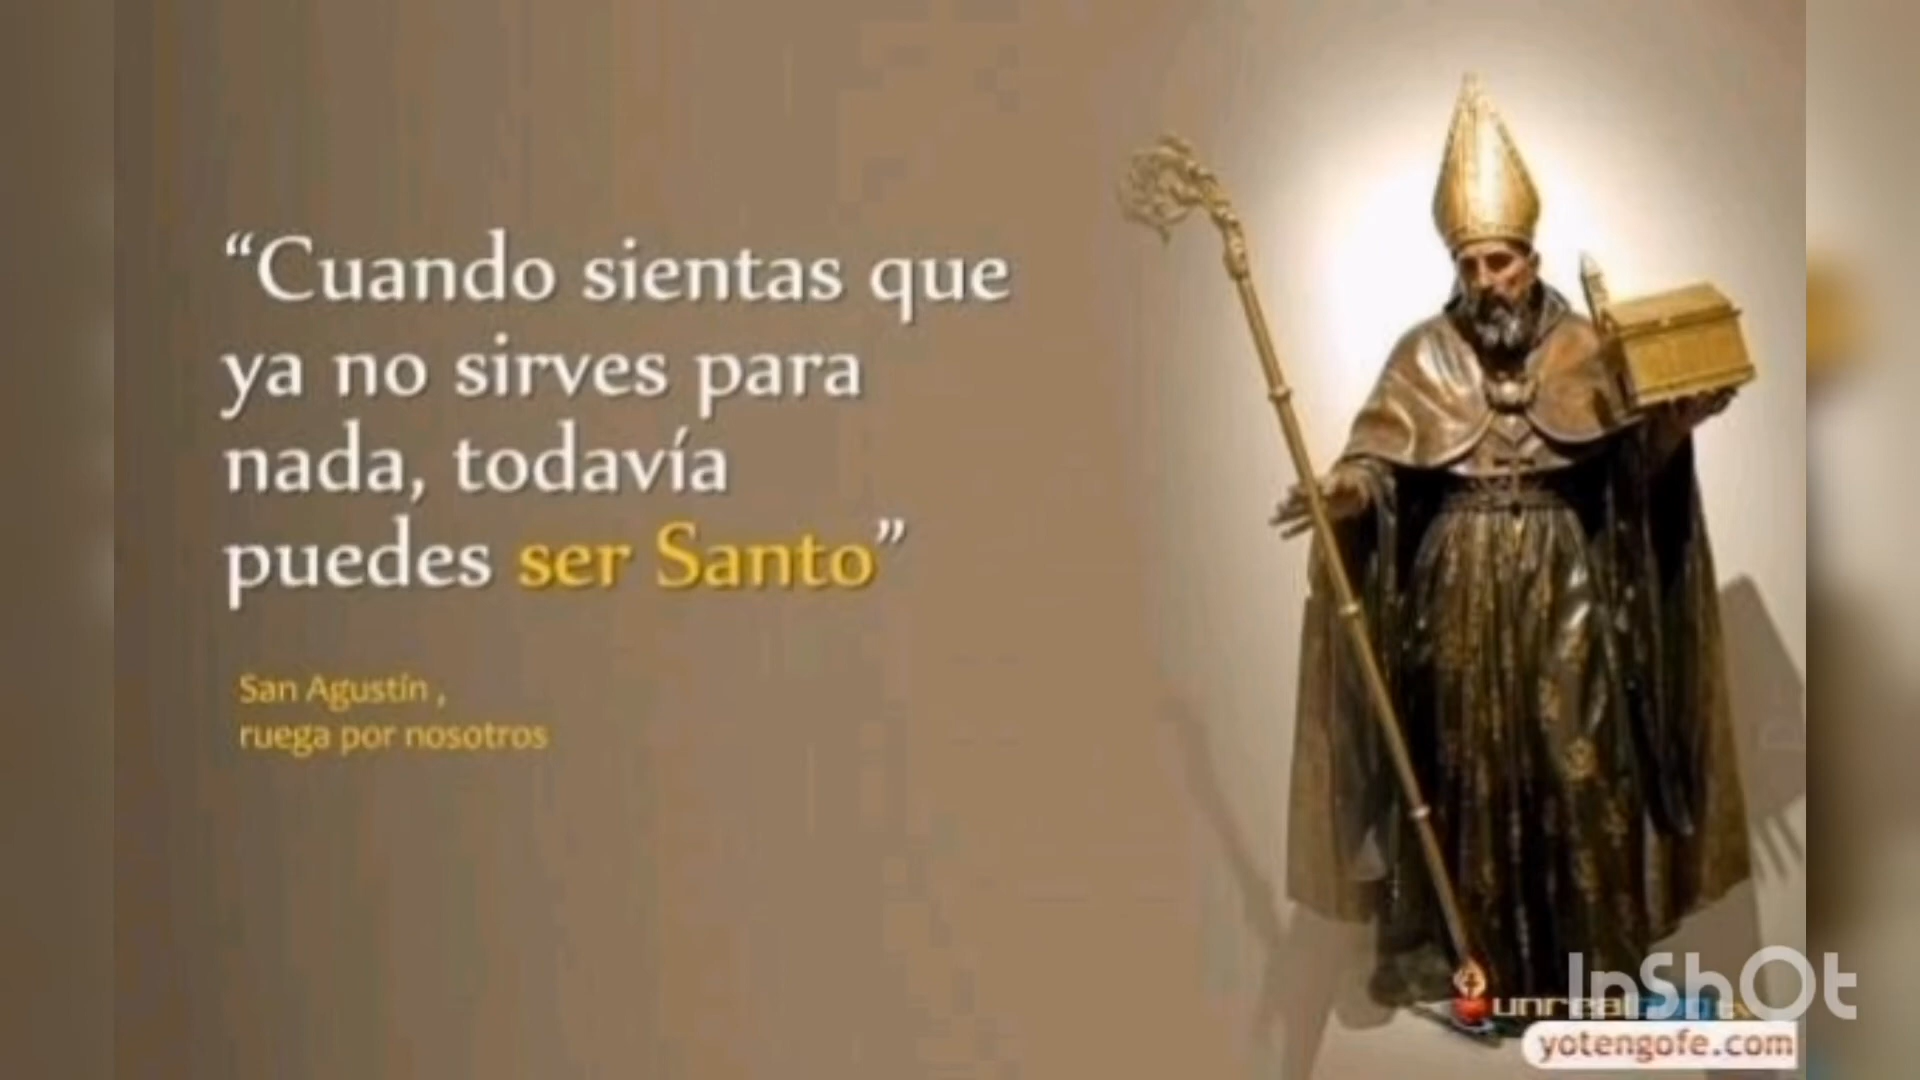 “Cuando sientas que
ya no sirves para
nada, todavía
puedes ser Santo”
San Agustín ,
ruega por nosotros
InShOt
yotengofe.com